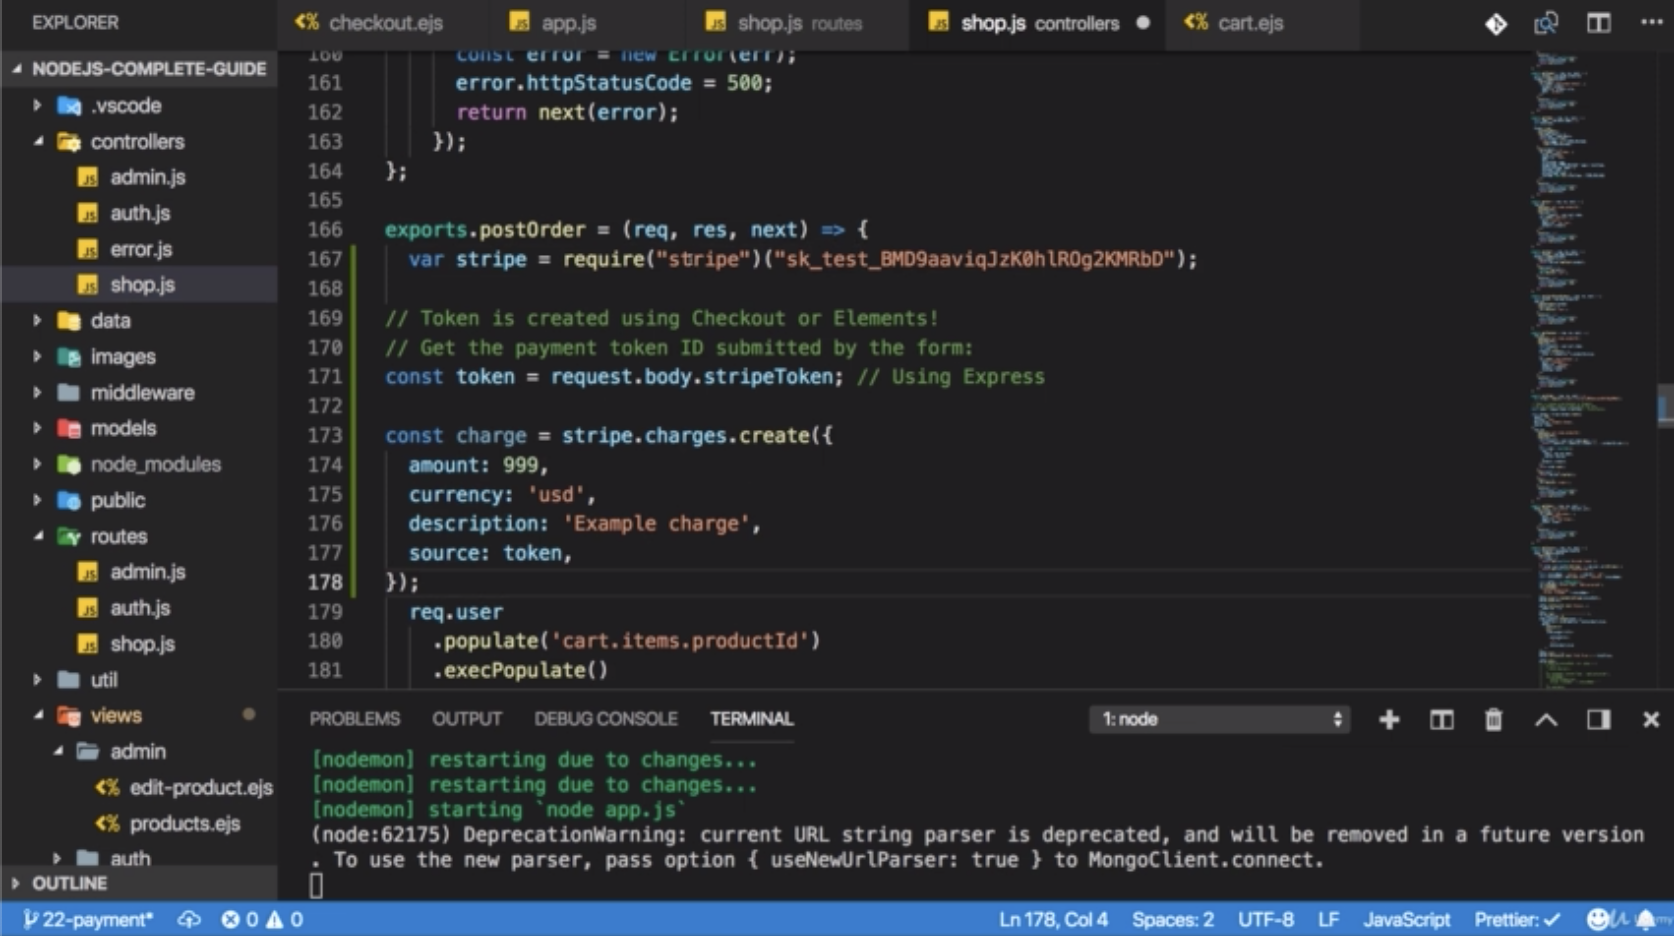 EXPLORER
checkout.ejs
app.js
shop.js routes
shop.js controllers
cart.ejs
NODEJS-COMPLETE-GUIDE
.vscode
controllers
admin.js
auth.js
error.js
shop.js
data
images
middleware
models
node_modules
public
routes
admin.js
auth.js
shop.js
util
views
admin
edit-product.ejs
products.ejs
auth
OUTLINE
160 const error = new Error(err);
161 error.httpStatusCode = 500;
162 return next(error);
163 });
164 };
165
166 exports.postOrder = (req, res, next) => {
167 var stripe = require("stripe")("sk_test_BMD9aaviqJzK0hlROg2KMRbD");
168
169 // Token is created using Checkout or Elements!
170 // Get the payment token ID submitted by the form:
171 const token = request.body.stripeToken; // Using Express
172
173 const charge = stripe.charges.create({
174 amount: 999,
175 currency: 'usd',
176 description: 'Example charge',
177 source: token,
178 });
179 req.user
180 .populate('cart.items.productId')
181 .execPopulate()
PROBLEMS OUTPUT DEBUG CONSOLE TERMINAL
1: node
[nodemon] restarting due to changes...
[nodemon] restarting due to changes...
[nodemon] starting `node app.js`
(node:62175) DeprecationWarning: current URL string parser is deprecated, and will be removed in a future version
. To use the new parser, pass option { useNewUrlParser: true } to MongoClient.connect.
22-payment* 0 0 Ln 178, Col 4 Spaces: 2 UTF-8 LF JavaScript Prettier: ✓